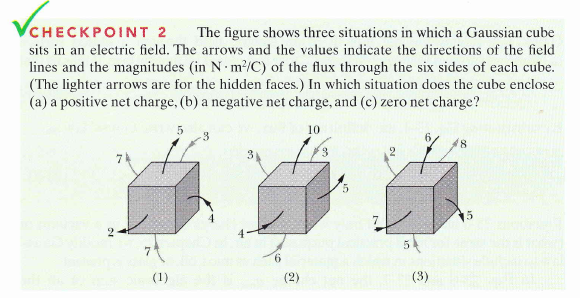 CHECKPOINT 2 The figure shows three situations in which a Gaussian cube
sits in an electric field. The arrows and the values indicate the directions of the field
lines and the magnitudes (in N · m²/C) of the flux through the six sides of each cube.
(The lighter arrows are for the hidden faces.) In which situation does the cube enclose
(a) a positive net charge, (b) a negative net charge, and (c) zero net charge?
5 3 7 2 4 7
10 3 3 5 4 6
6 8 2 7 5 5
(1) (2) (3)